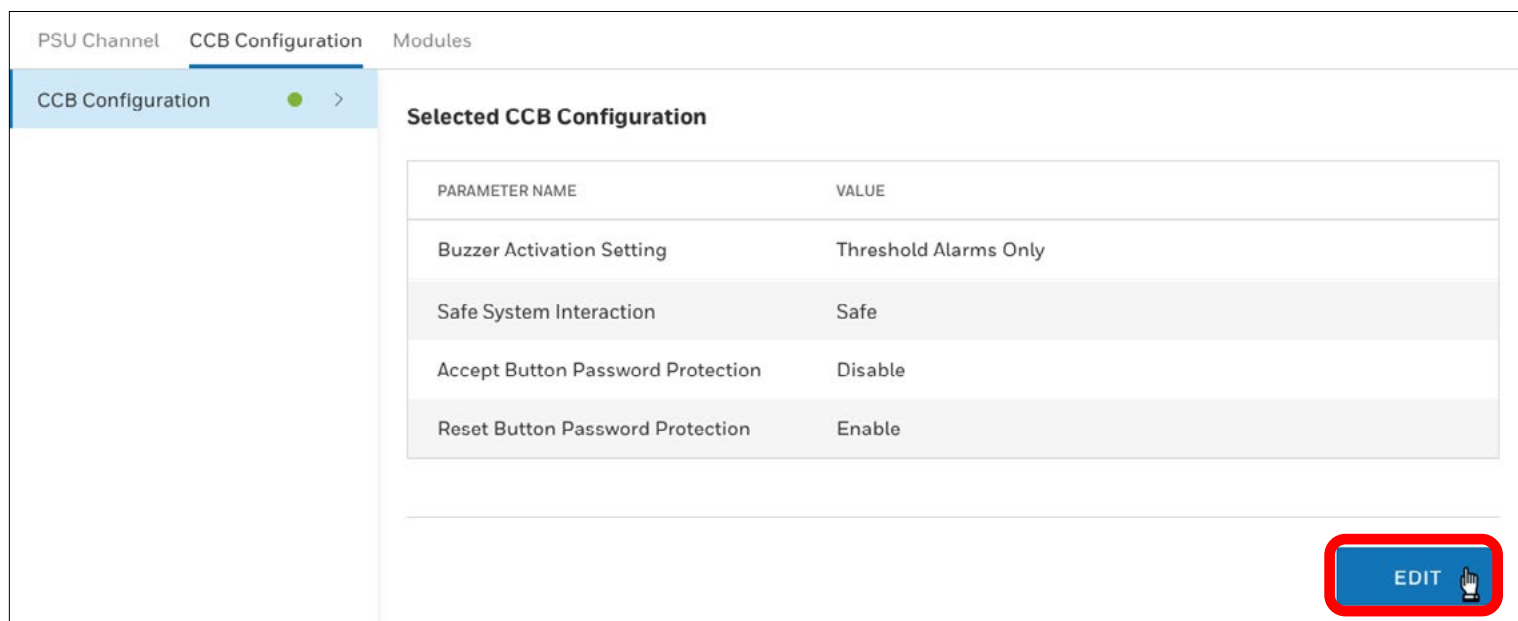 PSU Channel CCB Configuration Modules
CCB Configuration
Selected CCB Configuration
PARAMETER NAME VALUE
Buzzer Activation Setting Threshold Alarms Only
Safe System Interaction Safe
Accept Button Password Protection Disable
Reset Button Password Protection Enable
EDIT